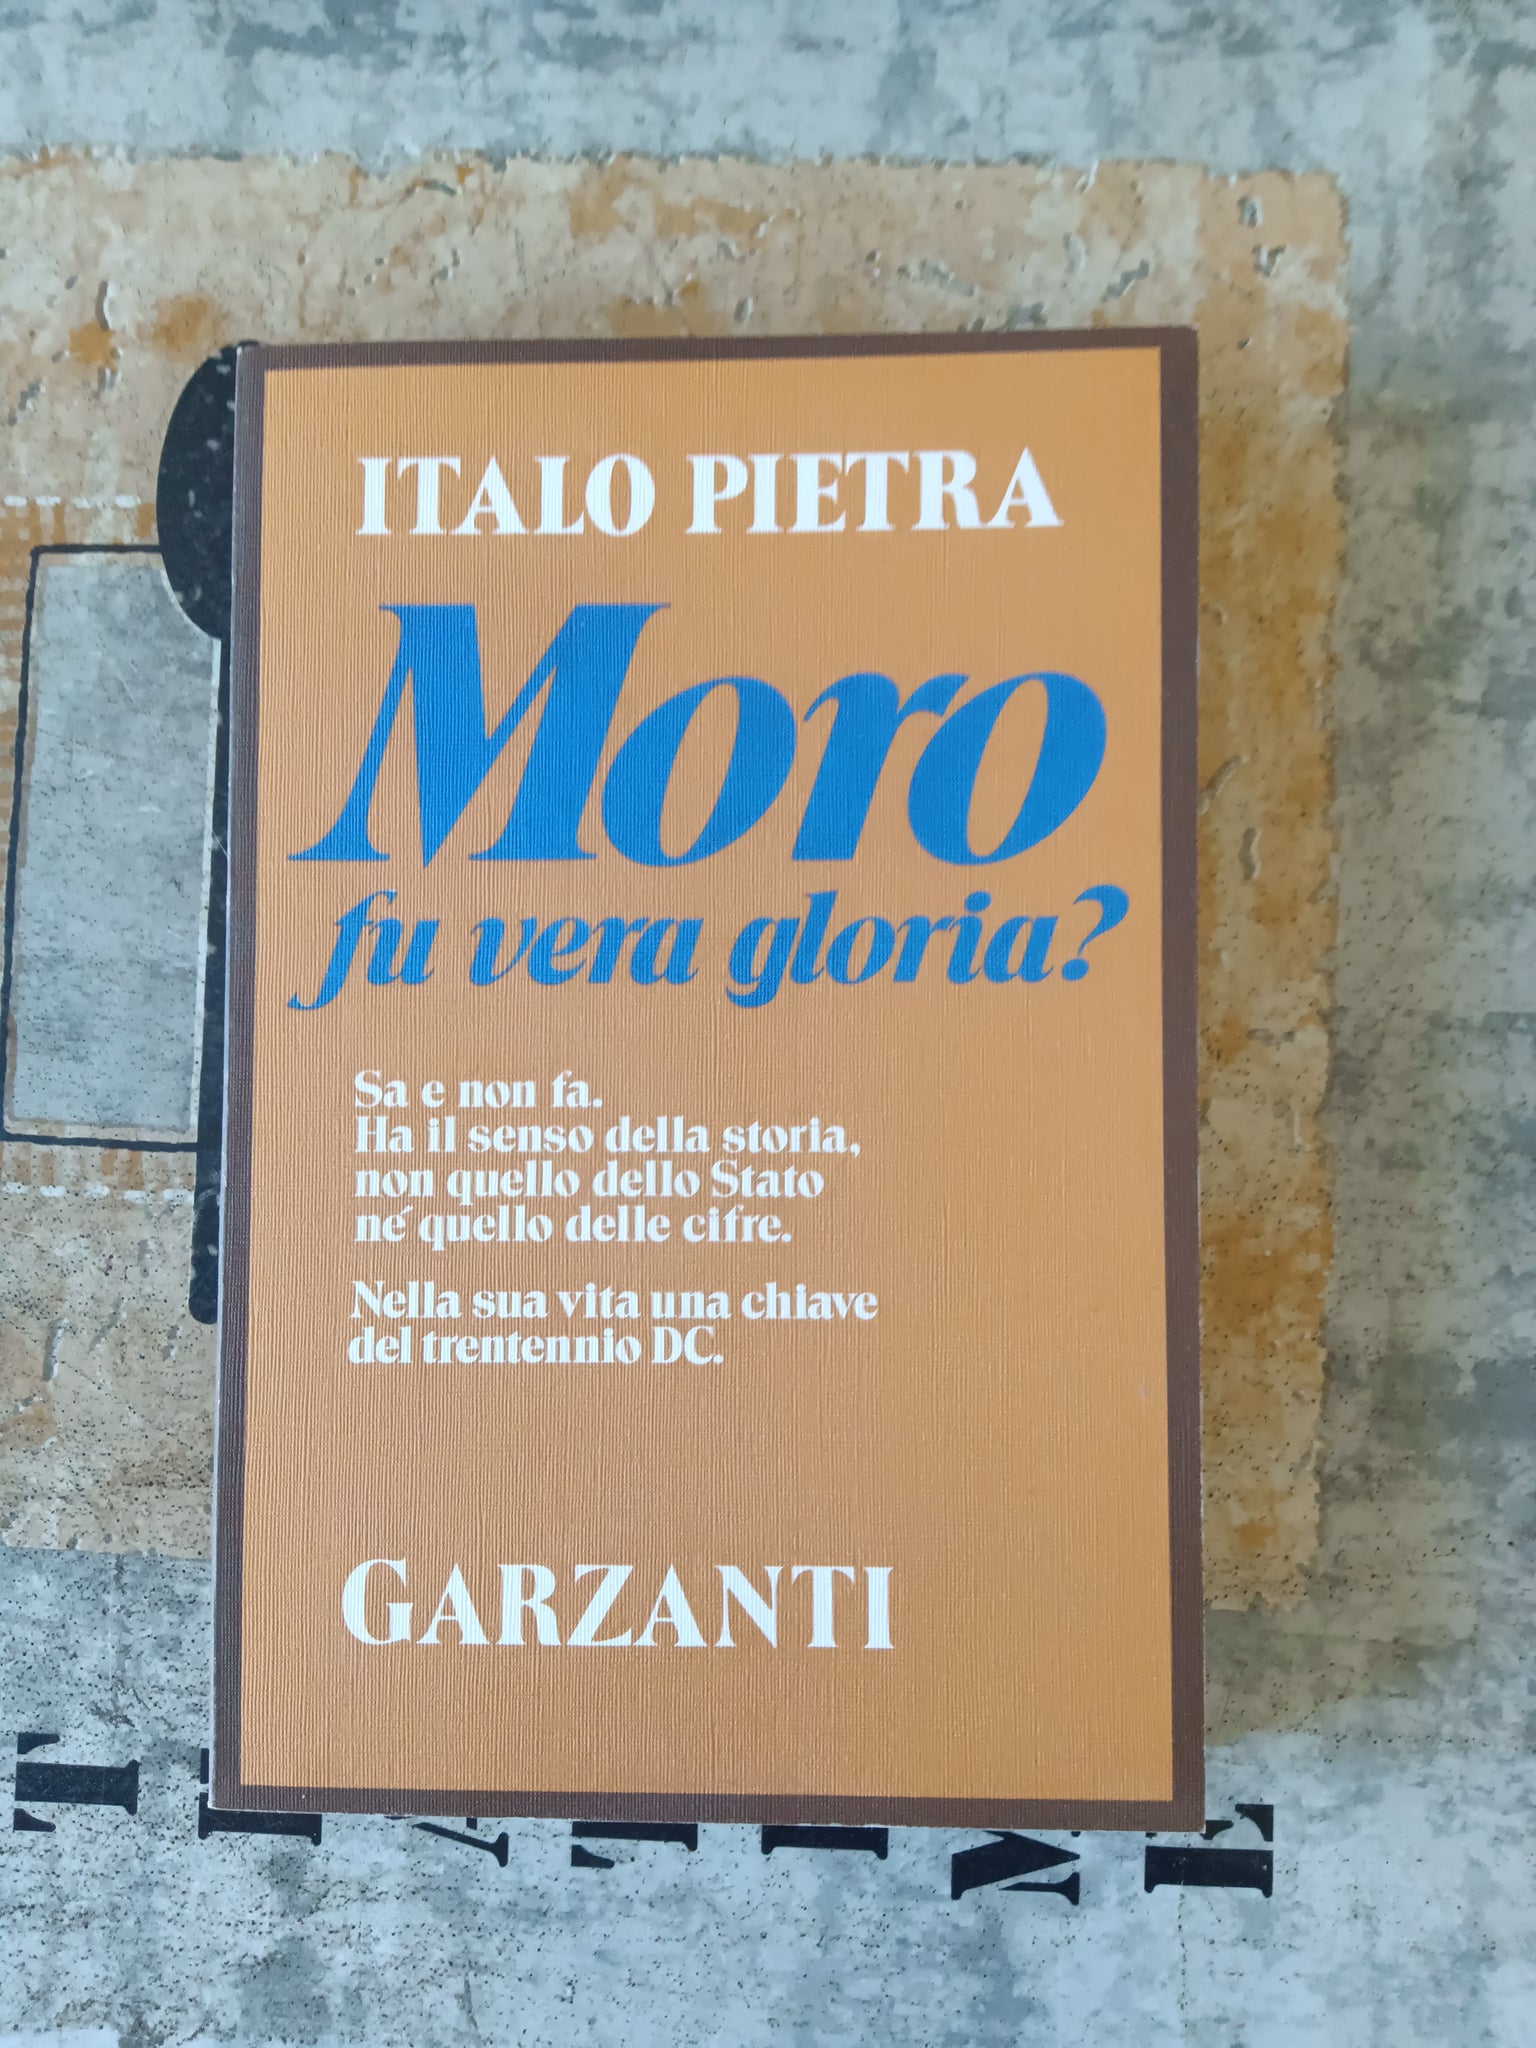 ITALO PIETRA
Moro
fu vera gloria?
Sa e non fa.
Ha il senso della storia,
non quello dello Stato
né quello delle cifre.
Nella sua vita una chiave
del trentennio DC.
GARZANTI